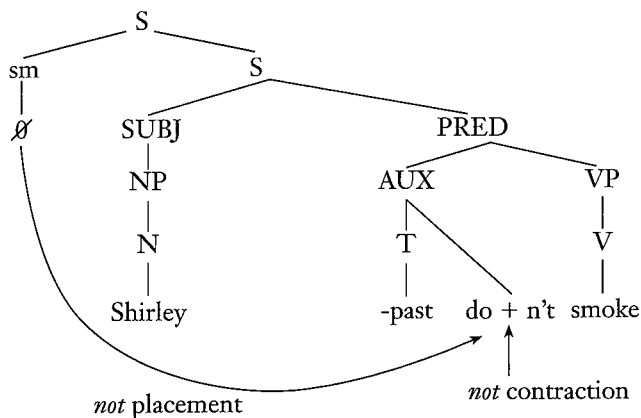 S
sm S
Ø SUBJ PRED
NP AUX VP
N T V
Shirley -past do + n't smoke
not placement not contraction